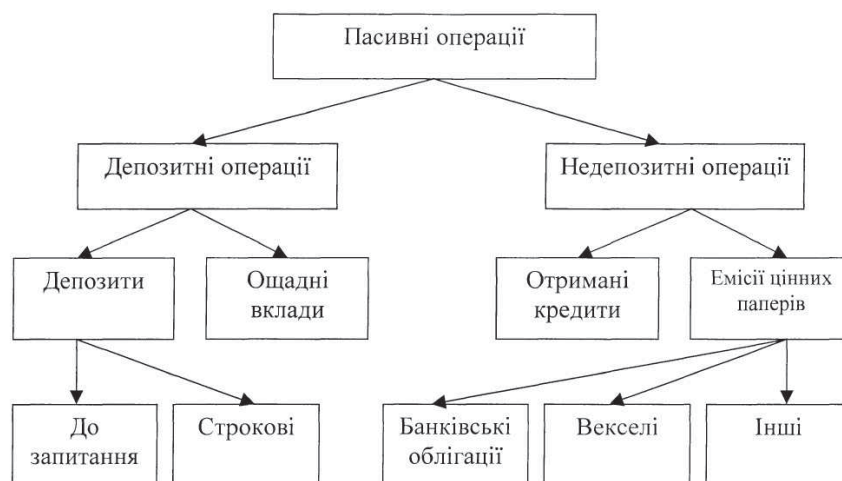 Пасивні операції
Депозитні операції
Недепозитні операції
Депозити
Ощадні
вклади
Отримані
кредити
Емісії цінних
паперів
До
запитання
Строкові
Банківські
облігації
Векселі
Інші